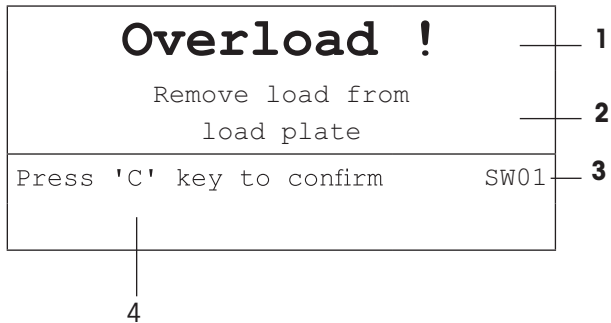 Overload !
1
Remove load from
load plate
2
Press 'C' key to confirm SW01
3
4